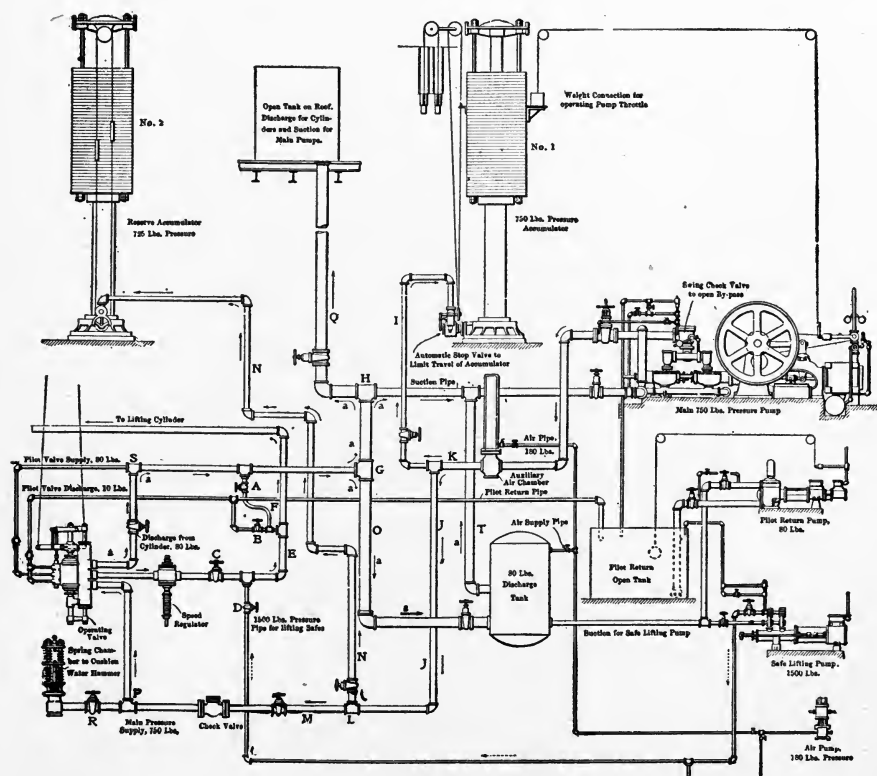 No. 2
Reserve Accumulator
725 Lbs. Pressure
Open Tank on Roof.
Discharge for Cylin-
ders and Suction for
Main Pumps.
No. 1
750 Lbs. Pressure
Accumulator
Weight Connection for
operating Pump Throttle
Swing Check Valve
to open By-pass
Main 750 Lbs. Pressure Pump
Automatic Stop Valve to
Limit Travel of Accumulator
Suction Pipe
I
Q
N
H
a
a
a
To Lifting Cylinder
Pilot Valve Supply, 80 Lbs.
S
a
A
a
a
G
a
K
Air Pipe.
180 Lbs.
Auxiliary
Air Chamber
Pilot Valve Discharge, 10 Lbs.
F
Pilot Return Pipe
Discharge from
Cylinder, 80 Lbs.
B
E
O
a
J
T
a
Air Supply Pipe
Pilot Return
Open Tank
Pilot Return Pump,
80 Lbs.
a
C
Speed
Regulator
D
1500 Lbs. Pressure
Pipe for lifting Safes
80 Lbs.
Discharge
Tank
a
Suction for Safe Lifting Pump
Safe Lifting Pump.
1500 Lbs.
Operating
Valve
Spring Cham-
ber to Cushion
Water Hammer
N
J
R
P
Main Pressure
Supply, 750 Lbs,
Check Valve
M
L
Air Pump,
180 Lbs. Pressure